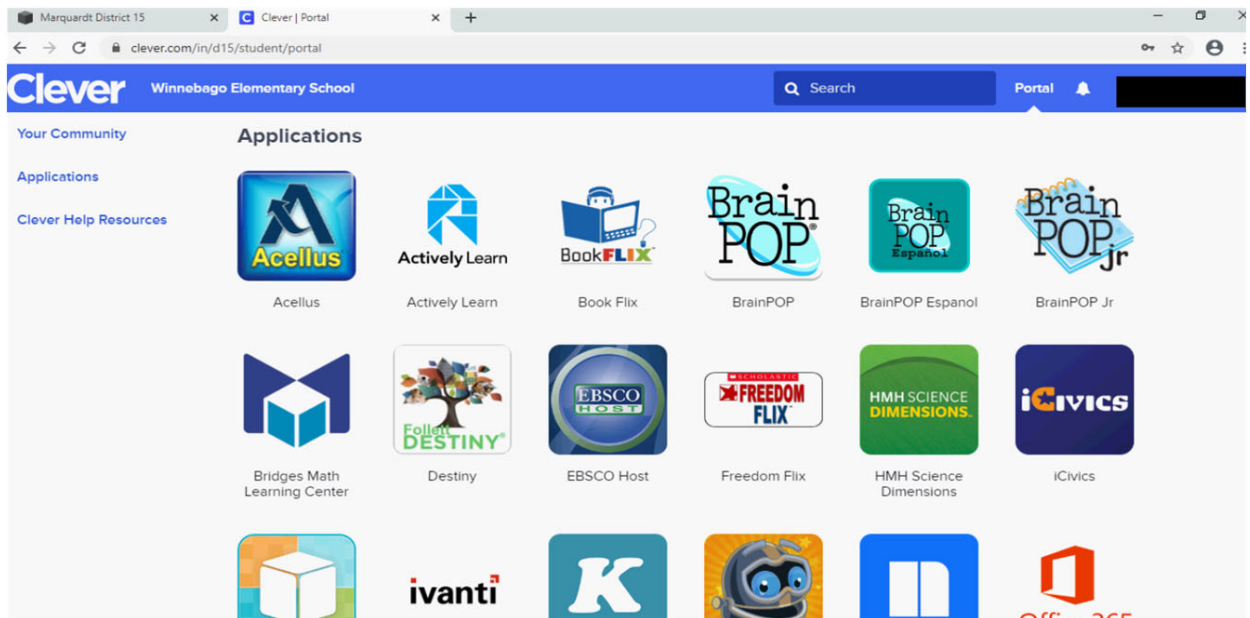 Marquardt District 15
Clever | Portal
clever.com/in/d15/student/portal
Clever
Winnebago Elementary School
Search
Portal
Your Community
Applications
Clever Help Resources
Applications
Acellus
Actively Learn
BookFLIX
Brain
POP
Brain
POP
Español
Brain
POP
jr
Acellus
Actively Learn
Book Flix
BrainPOP
BrainPOP Espanol
BrainPOP Jr
Follett
DESTINY
EBSCO
HOST
SCHOLASTIC
FREEDOM
FLIX
HMH SCIENCE
DIMENSIONS
iCivics
Bridges Math
Learning Center
Destiny
EBSCO Host
Freedom Flix
HMH Science
Dimensions
iCivics
ivanti
K
Office 365